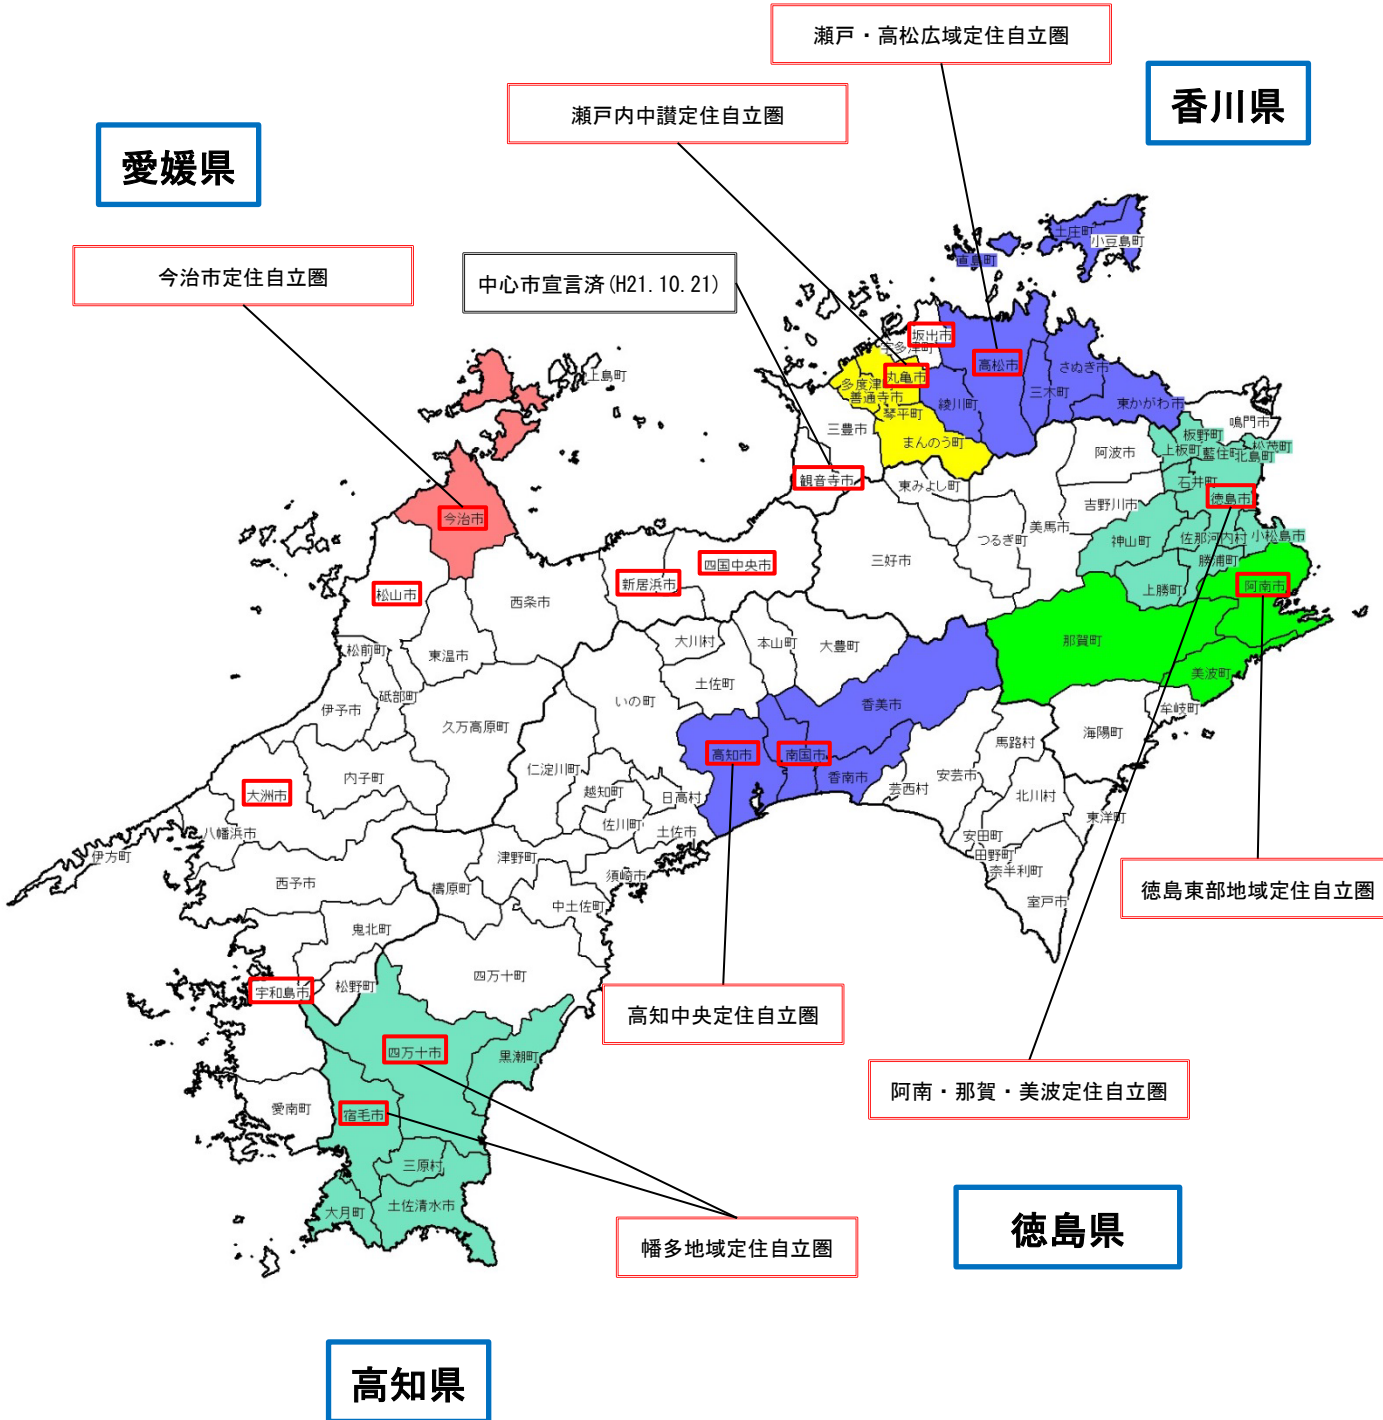 瀬戸・高松広域定住自立圏
香川県
瀬戸内中讃定住自立圏
愛媛県
今治市定住自立圏
中心市宣言済(H21.10.21)
土庄町
小豆島町
直島町
坂出市
宇多津町
高松市
さぬき市
丸亀市
多度津
善通寺市
綾川町
三木町
東かがわ市
琴平町
上島町
三豊市
まんのう町
鳴門市
板野町
松茂町
上板町
藍住町
北島町
阿波市
観音寺市
東みよし町
石井町
徳島市
吉野川市
今治市
美馬市
つるぎ町
神山町
佐那河内村
小松島市
三好市
勝浦町
四国中央市
新居浜市
上勝町
阿南市
松山市
西条市
大川村
本山町
大豊町
那賀町
松前町
東温市
土佐町
美波町
砥部町
いの町
香美市
伊予市
牟岐町
久万高原町
海陽町
馬路村
高知市
南国市
仁淀川町
香南市
安芸市
内子町
大洲市
越知町
日高村
芸西村
北川村
佐川町
東洋町
八幡浜市
土佐市
安田町
伊方町
津野町
田野町
奈半利町
須崎市
西予市
檮原町
徳島東部地域定住自立圏
中土佐町
室戸市
鬼北町
四万十町
松野町
宇和島市
高知中央定住自立圏
四万十市
黒潮町
阿南・那賀・美波定住自立圏
愛南町
宿毛市
三原村
大月町
土佐清水市
徳島県
幡多地域定住自立圏
高知県